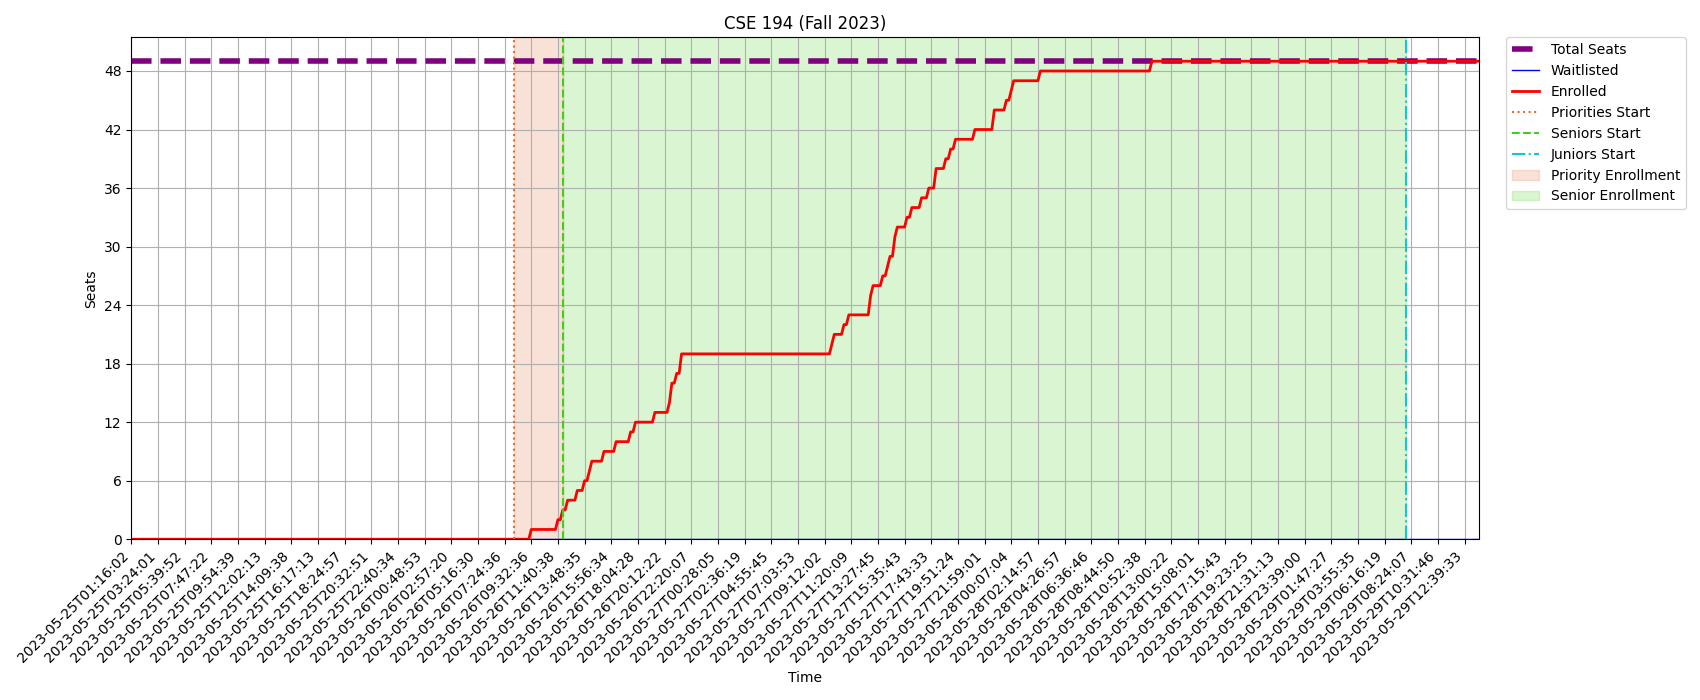 CSE 194 (Fall 2023)
Total Seats
Waitlisted
Enrolled
Priorities Start
Seniors Start
Juniors Start
Priority Enrollment
Senior Enrollment
Seats
48
42
36
30
24
18
12
6
0
2023-05-25T01:16:02
2023-05-25T03:24:01
2023-05-25T05:39:52
2023-05-25T07:47:22
2023-05-25T09:54:39
2023-05-25T12:02:13
2023-05-25T14:09:38
2023-05-25T16:17:13
2023-05-25T18:24:57
2023-05-25T20:32:51
2023-05-25T22:40:34
2023-05-26T00:48:53
2023-05-26T02:57:20
2023-05-26T05:16:30
2023-05-26T07:24:36
2023-05-26T09:32:36
2023-05-26T11:40:38
2023-05-26T13:48:35
2023-05-26T15:56:34
2023-05-26T18:04:28
2023-05-26T20:12:22
2023-05-26T22:20:07
2023-05-27T00:28:05
2023-05-27T02:36:19
2023-05-27T04:55:45
2023-05-27T07:03:53
2023-05-27T09:12:02
2023-05-27T11:20:09
2023-05-27T13:27:45
2023-05-27T15:35:43
2023-05-27T17:43:33
2023-05-27T19:51:24
2023-05-27T21:59:01
2023-05-28T00:07:04
2023-05-28T02:14:57
2023-05-28T04:26:57
2023-05-28T06:36:46
2023-05-28T08:44:50
2023-05-28T10:52:38
2023-05-28T13:00:22
2023-05-28T15:08:01
2023-05-28T17:15:43
2023-05-28T19:23:25
2023-05-28T21:31:13
2023-05-28T23:39:00
2023-05-29T01:47:27
2023-05-29T03:55:35
2023-05-29T06:16:19
2023-05-29T08:24:07
2023-05-29T10:31:46
2023-05-29T12:39:33
Time